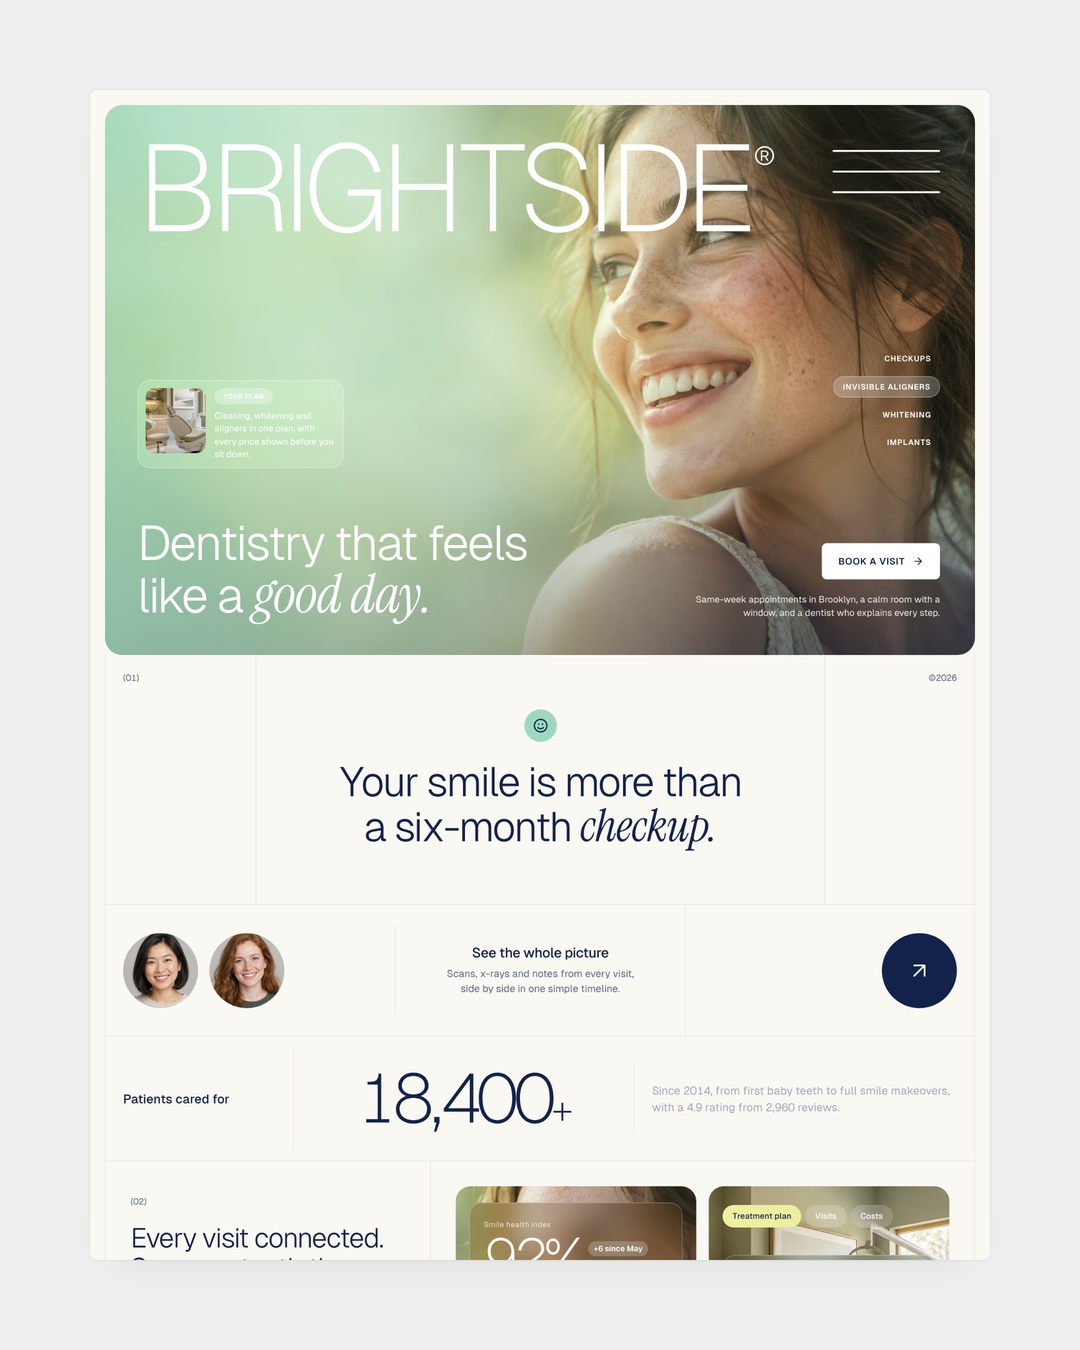 BRIGHTSIDE®
CHECKUPS
INVISIBLE ALIGNERS
WHITENING
IMPLANTS
YOUR PLAN
Cleaning, whitening and
aligners in one plan, with
every price shown before you
sit down.
Dentistry that feels
like a good day.
BOOK A VISIT
Same-week appointments in Brooklyn, a calm room with a
window, and a dentist who explains every step.
(01)
©2026
Your smile is more than
a six-month checkup.
See the whole picture
Scans, x-rays and notes from every visit,
side by side in one simple timeline.
Patients cared for
18,400+
Since 2014, from first baby teeth to full smile makeovers,
with a 4.9 rating from 2,960 reviews.
(02)
Every visit connected.
Smile health index
92%
+6 since May
Treatment plan
Visits
Costs